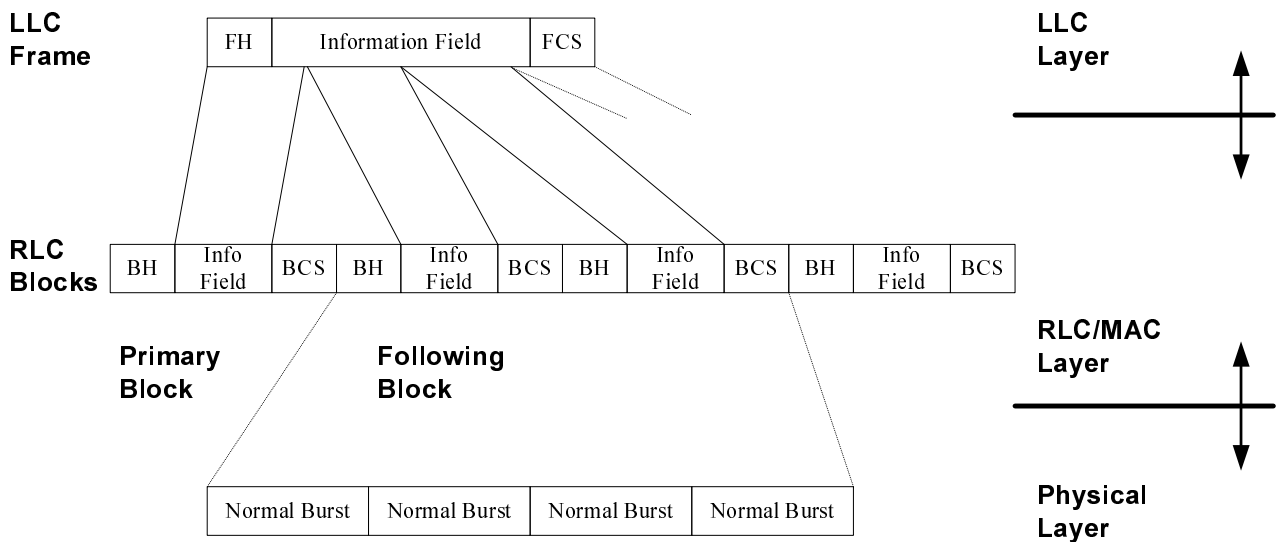 LLC
Frame
FH Information Field FCS
LLC
Layer
RLC
Blocks
BH Info
Field BCS BH Info
Field BCS BH Info
Field BCS BH Info
Field BCS
Primary
Block
Following
Block
RLC/MAC
Layer
Normal Burst Normal Burst Normal Burst Normal Burst
Physical
Layer